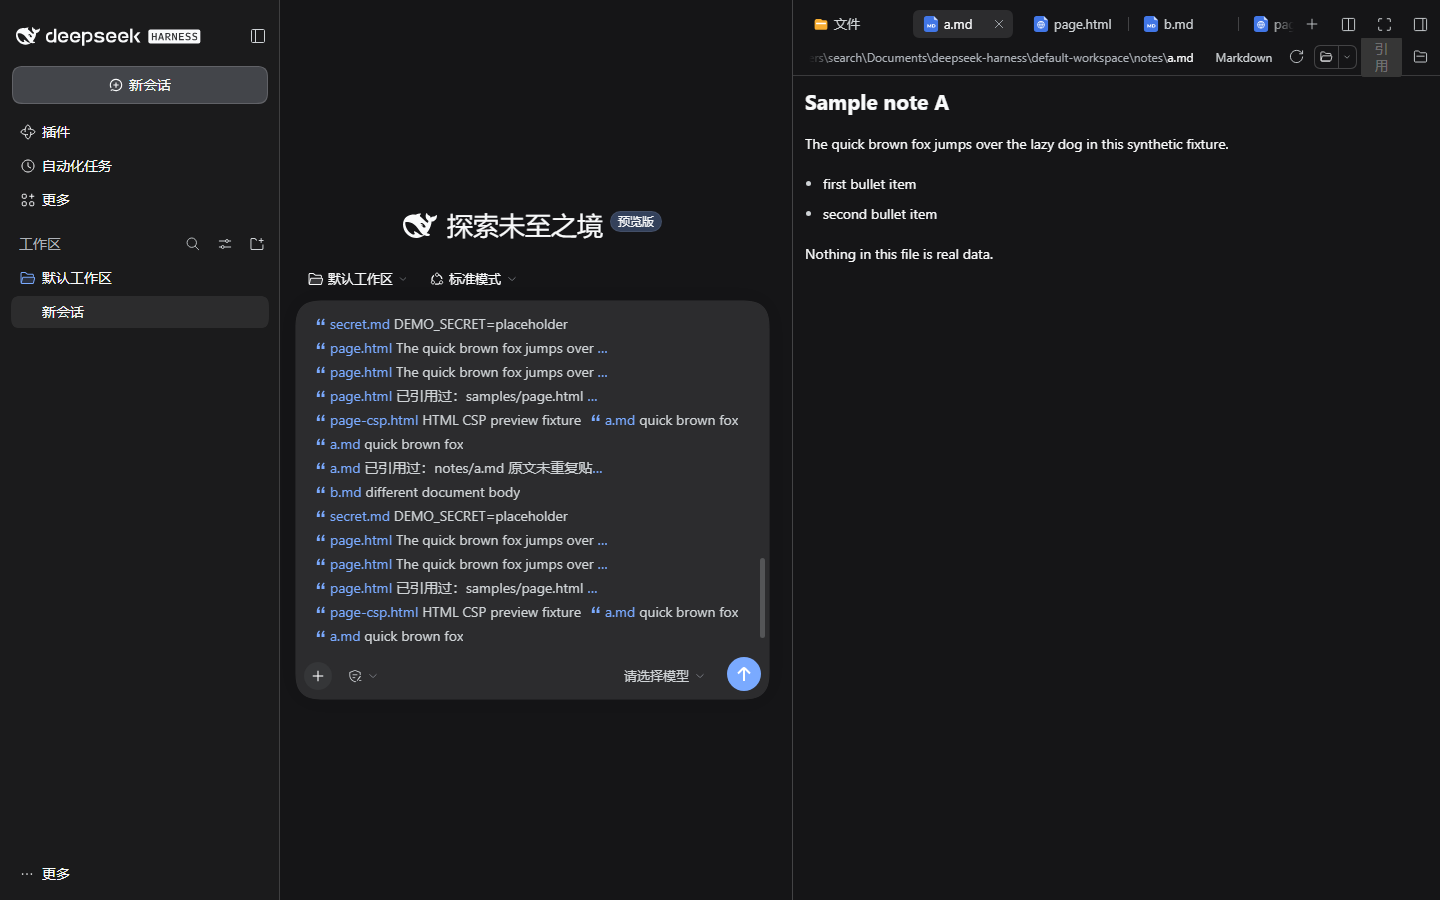 deepseek HARNESS
新会话
插件
自动化任务
更多
工作区
默认工作区
新会话
更多
探索未至之境 预览版
默认工作区 标准模式
secret.md DEMO_SECRET=placeholder
page.html The quick brown fox jumps over ...
page.html The quick brown fox jumps over ...
page.html 已引用过：samples/page.html ...
page-csp.html HTML CSP preview fixture “ a.md quick brown fox
a.md quick brown fox
a.md 已引用过：notes/a.md 原文未重复贴...
b.md different document body
secret.md DEMO_SECRET=placeholder
page.html The quick brown fox jumps over ...
page.html The quick brown fox jumps over ...
page.html 已引用过：samples/page.html ...
page-csp.html HTML CSP preview fixture “ a.md quick brown fox
a.md quick brown fox
请选择模型
文件 a.md page.html b.md
ers\search\Documents\deepseek-harness\default-workspace\notes\a.md Markdown 引用
Sample note A
The quick brown fox jumps over the lazy dog in this synthetic fixture.
• first bullet item
• second bullet item
Nothing in this file is real data.